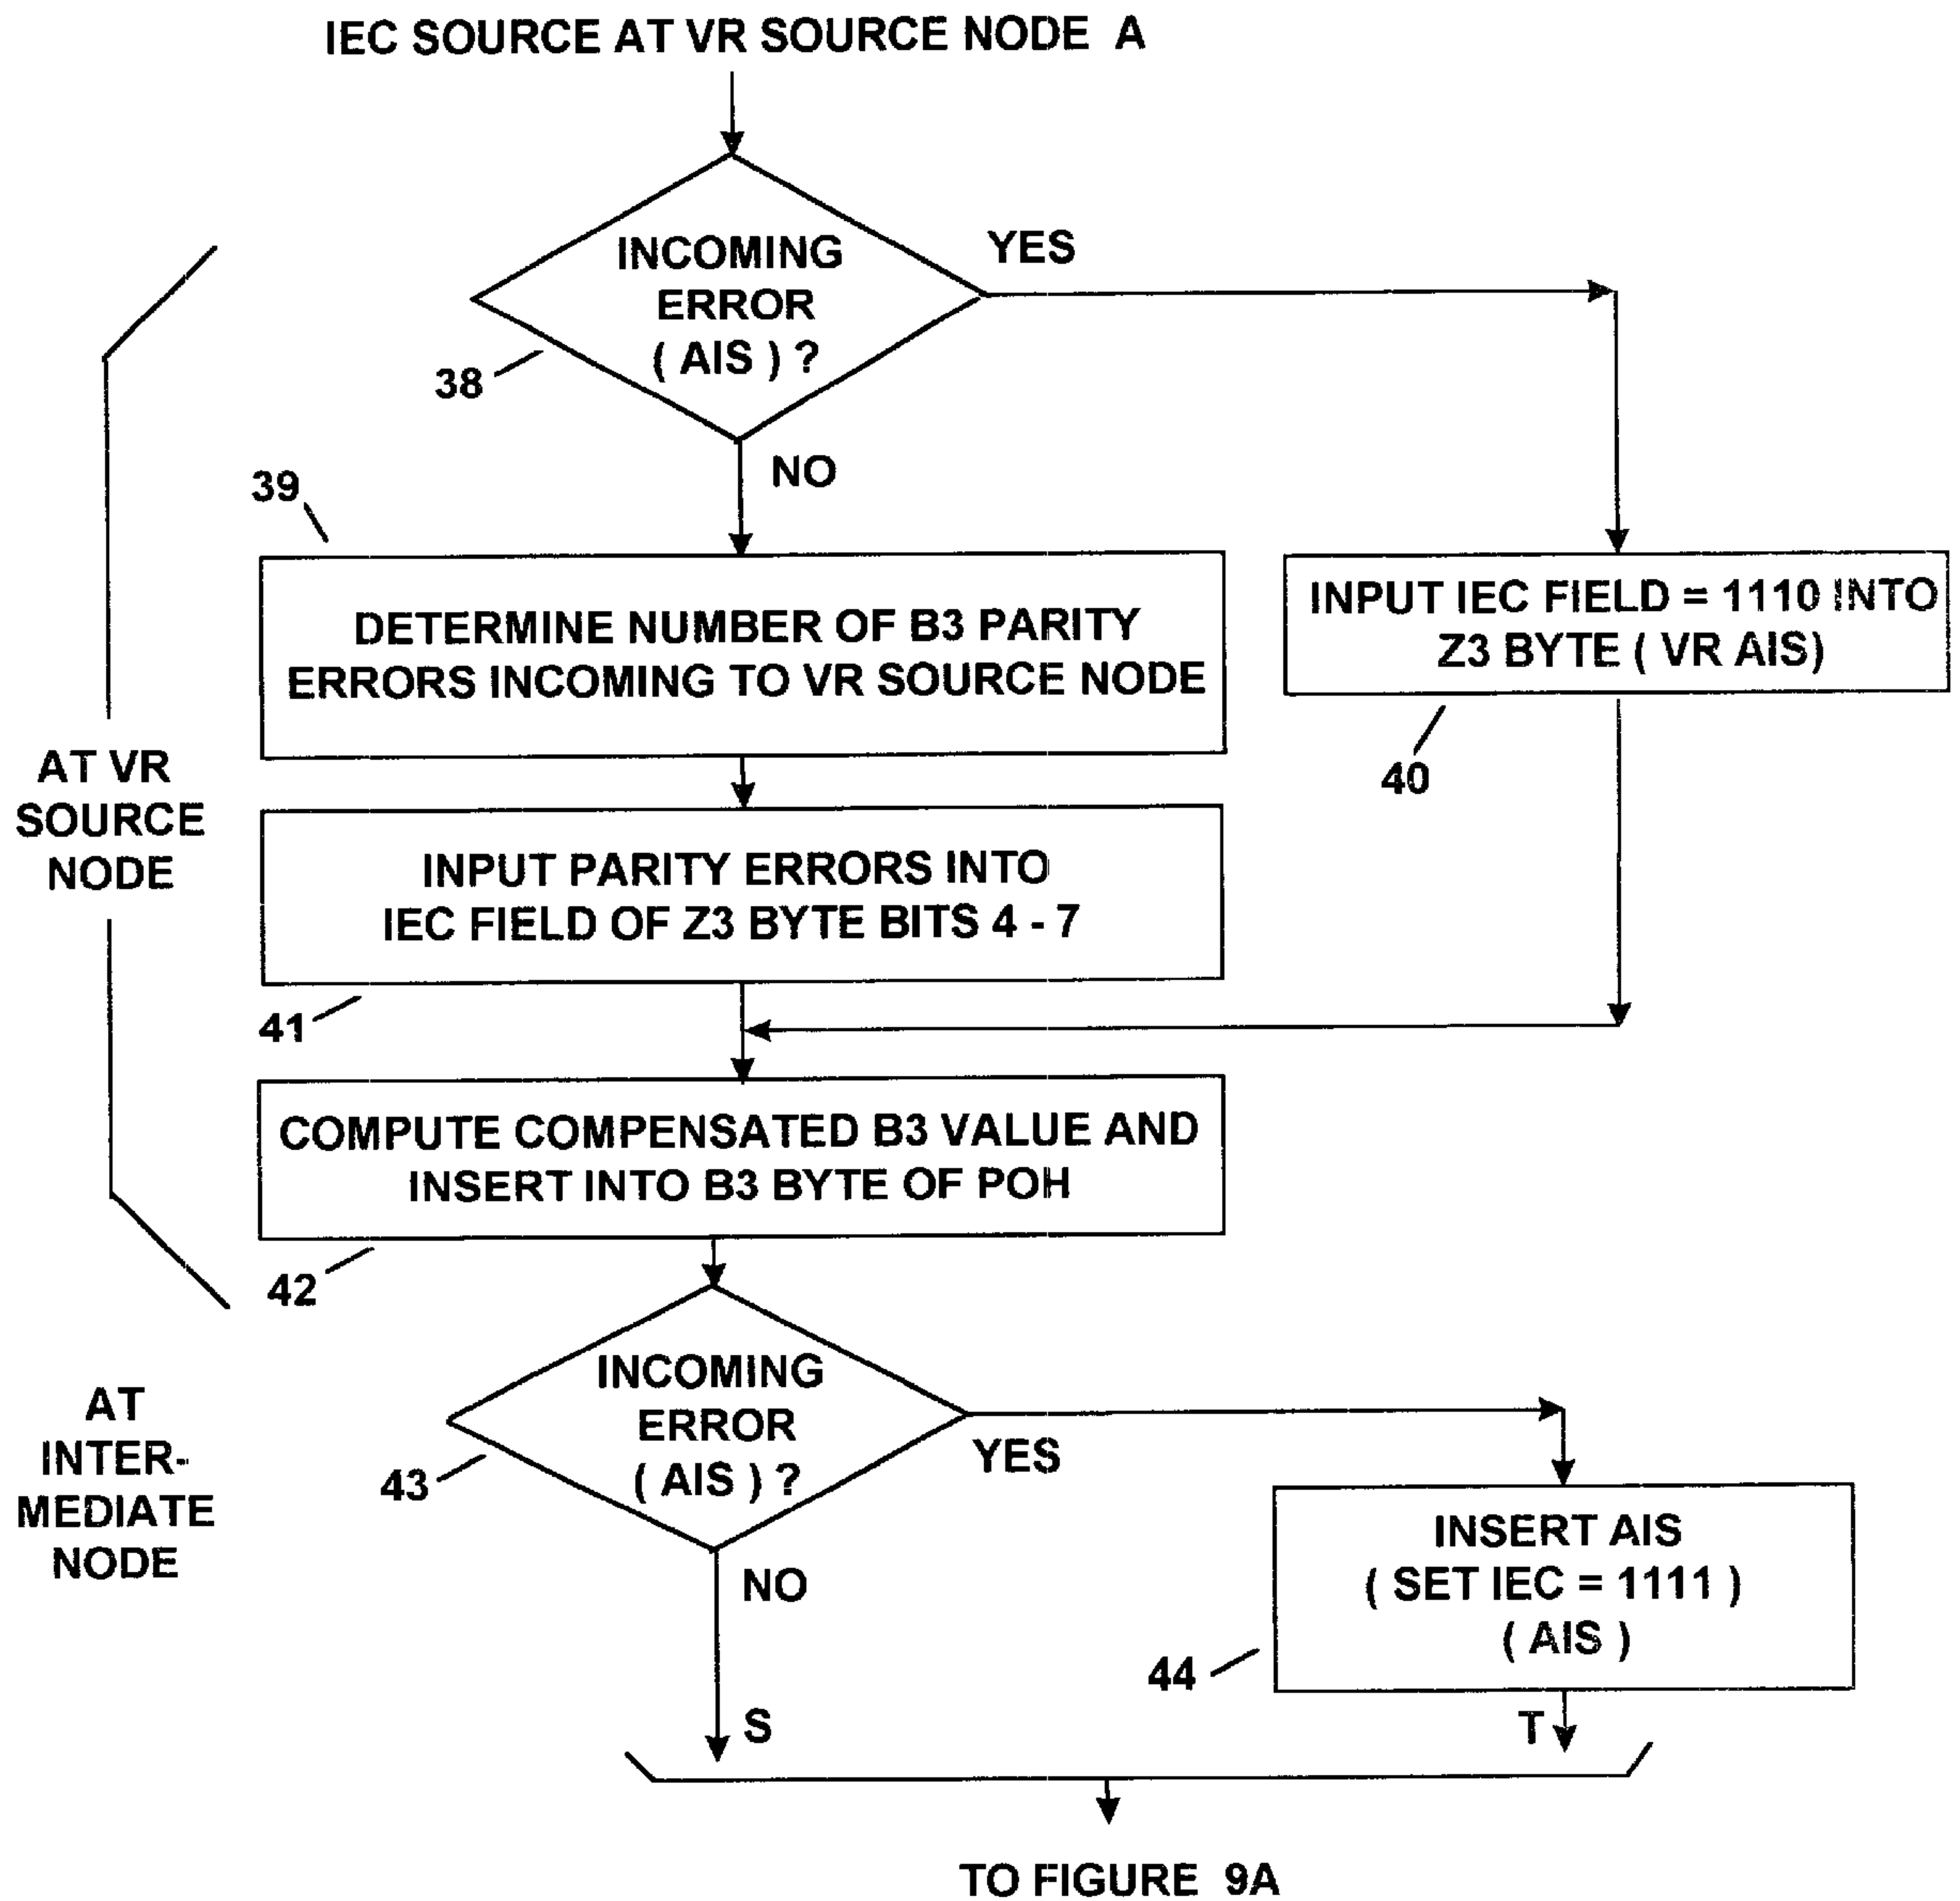 IEC SOURCE AT VR SOURCE NODE A
INCOMING
ERROR
( AIS ) ?
YES
38
NO
39
DETERMINE NUMBER OF B3 PARITY
ERRORS INCOMING TO VR SOURCE NODE
INPUT IEC FIELD = 1110 INTO
Z3 BYTE ( VR AIS)
40
AT VR
SOURCE
NODE
INPUT PARITY ERRORS INTO
IEC FIELD OF Z3 BYTE BITS 4 - 7
41
COMPUTE COMPENSATED B3 VALUE AND
INSERT INTO B3 BYTE OF POH
42
AT
INTER-
MEDIATE
NODE
INCOMING
ERROR
( AIS ) ?
YES
43
NO
INSERT AIS
( SET IEC = 1111 )
( AIS )
44
S
T
TO FIGURE 9A